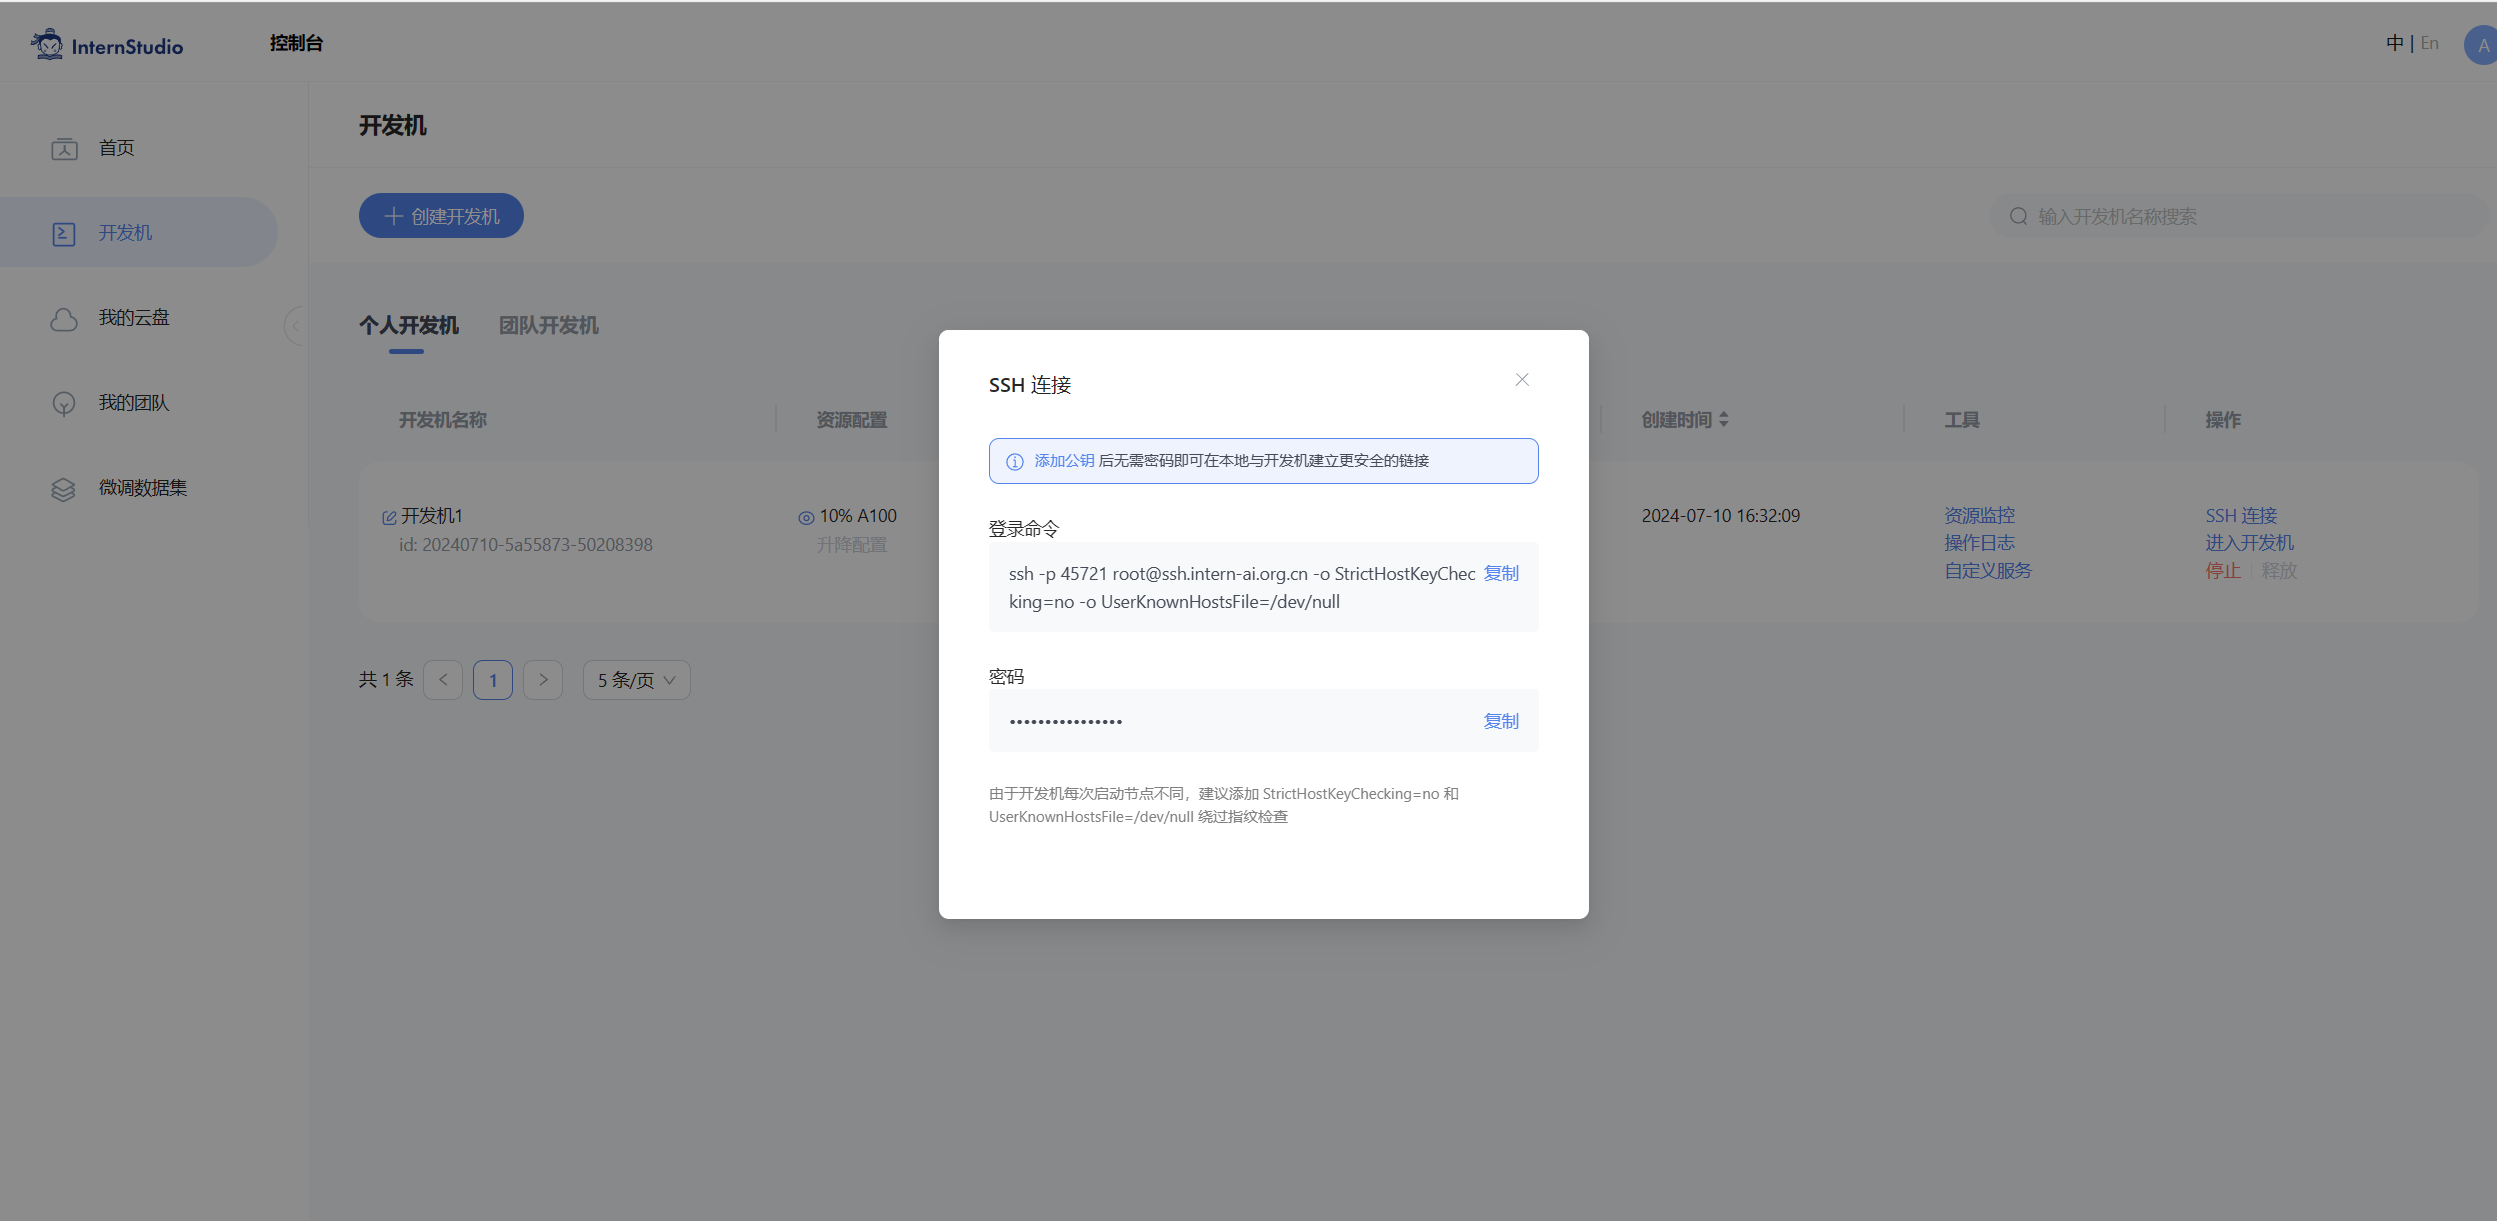 InternStudio
控制台
中 | En
A
首页
开发机
我的云盘
我的团队
微调数据集
开发机
创建开发机
输入开发机名称搜索
个人开发机
团队开发机
开发机名称
资源配置
创建时间
工具
操作
开发机1
id: 20240710-5a55873-50208398
10% A100
升降配置
2024-07-10 16:32:09
资源监控
操作日志
自定义服务
SSH 连接
进入开发机
停止
释放
共 1 条
1
5 条/页
SSH 连接
添加公钥 后无需密码即可在本地与开发机建立更安全的链接
登录命令
ssh -p 45721 root@ssh.intern-ai.org.cn -o StrictHostKeyChec
king=no -o UserKnownHostsFile=/dev/null
复制
密码
••••••••••••••••
复制
由于开发机每次启动节点不同，建议添加 StrictHostKeyChecking=no 和
UserKnownHostsFile=/dev/null 绕过指纹检查